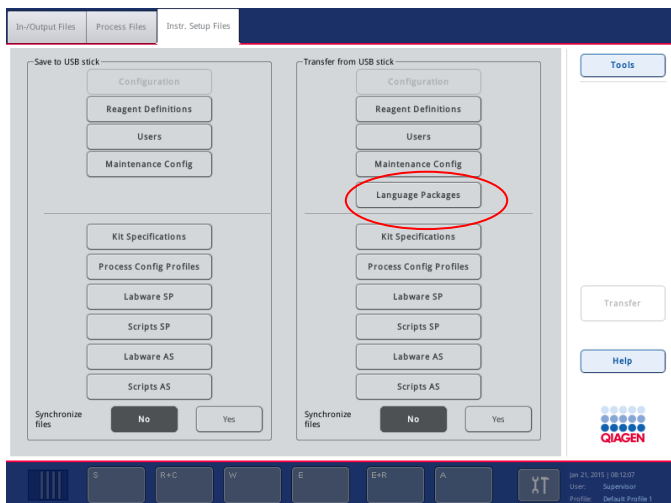 In-/Output Files
Process Files
Instr. Setup Files
Save to USB
stick
Configuration
Reagent Definitions
Users
Maintenance Config
Kit Specifications
Process Config Profiles
Labware SP
Scripts SP
Labware AS
Scripts AS
Synchronize
files
No
Yes
Transfer from
USB stick
Configuration
Reagent Definitions
Users
Maintenance Config
Language Packages
Kit Specifications
Process Config Profiles
Labware SP
Scripts SP
Labware AS
Scripts AS
Synchronize
files
No
Yes
Tools
Transfer
Help
QIAGEN
S
R+C
W
E
E+R
A
Jan 21, 2015 | 08:12:07
User: Supervisor
Profile: Default Profile 1